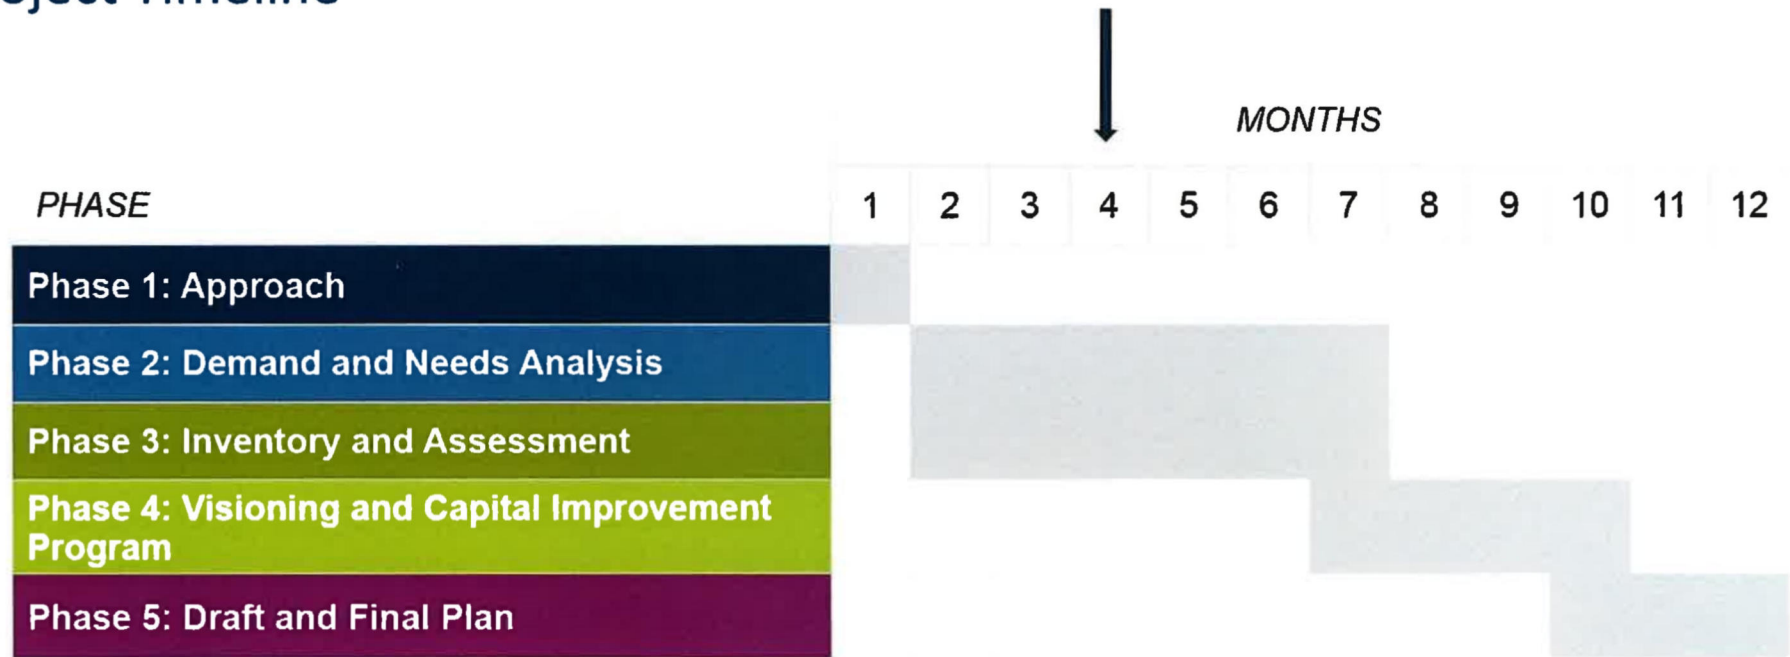 Timeline
MONTHS
PHASE 1 2 3 4 5 6 7 8 9 10 11 12
Phase 1: Approach
Phase 2: Demand and Needs Analysis
Phase 3: Inventory and Assessment
Phase 4: Visioning and Capital Improvement
Program
Phase 5: Draft and Final Plan